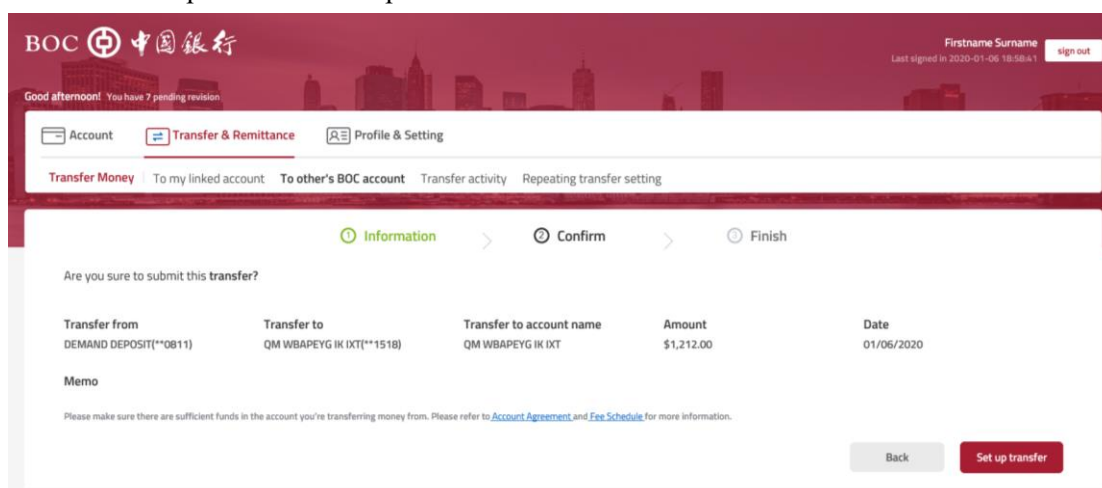 BOC 中國銀行
Firstname Surname
Last signed in 2020-01-06 18:58:41
sign out
Good afternoon! You have 7 pending revision
Account Transfer & Remittance Profile & Setting
Transfer Money To my linked account To other's BOC account Transfer activity Repeating transfer setting
1 Information 2 Confirm 3 Finish
Are you sure to submit this transfer?
Transfer from Transfer to Transfer to account name Amount Date
DEMAND DEPOSIT(**0811) QM WBAPEYG IK IXT(**1518) QM WBAPEYG IK IXT $1,212.00 01/06/2020
Memo
Please make sure there are sufficient funds in the account you're transferring money from. Please refer to Account Agreement and Fee Schedule for more information.
Back Set up transfer